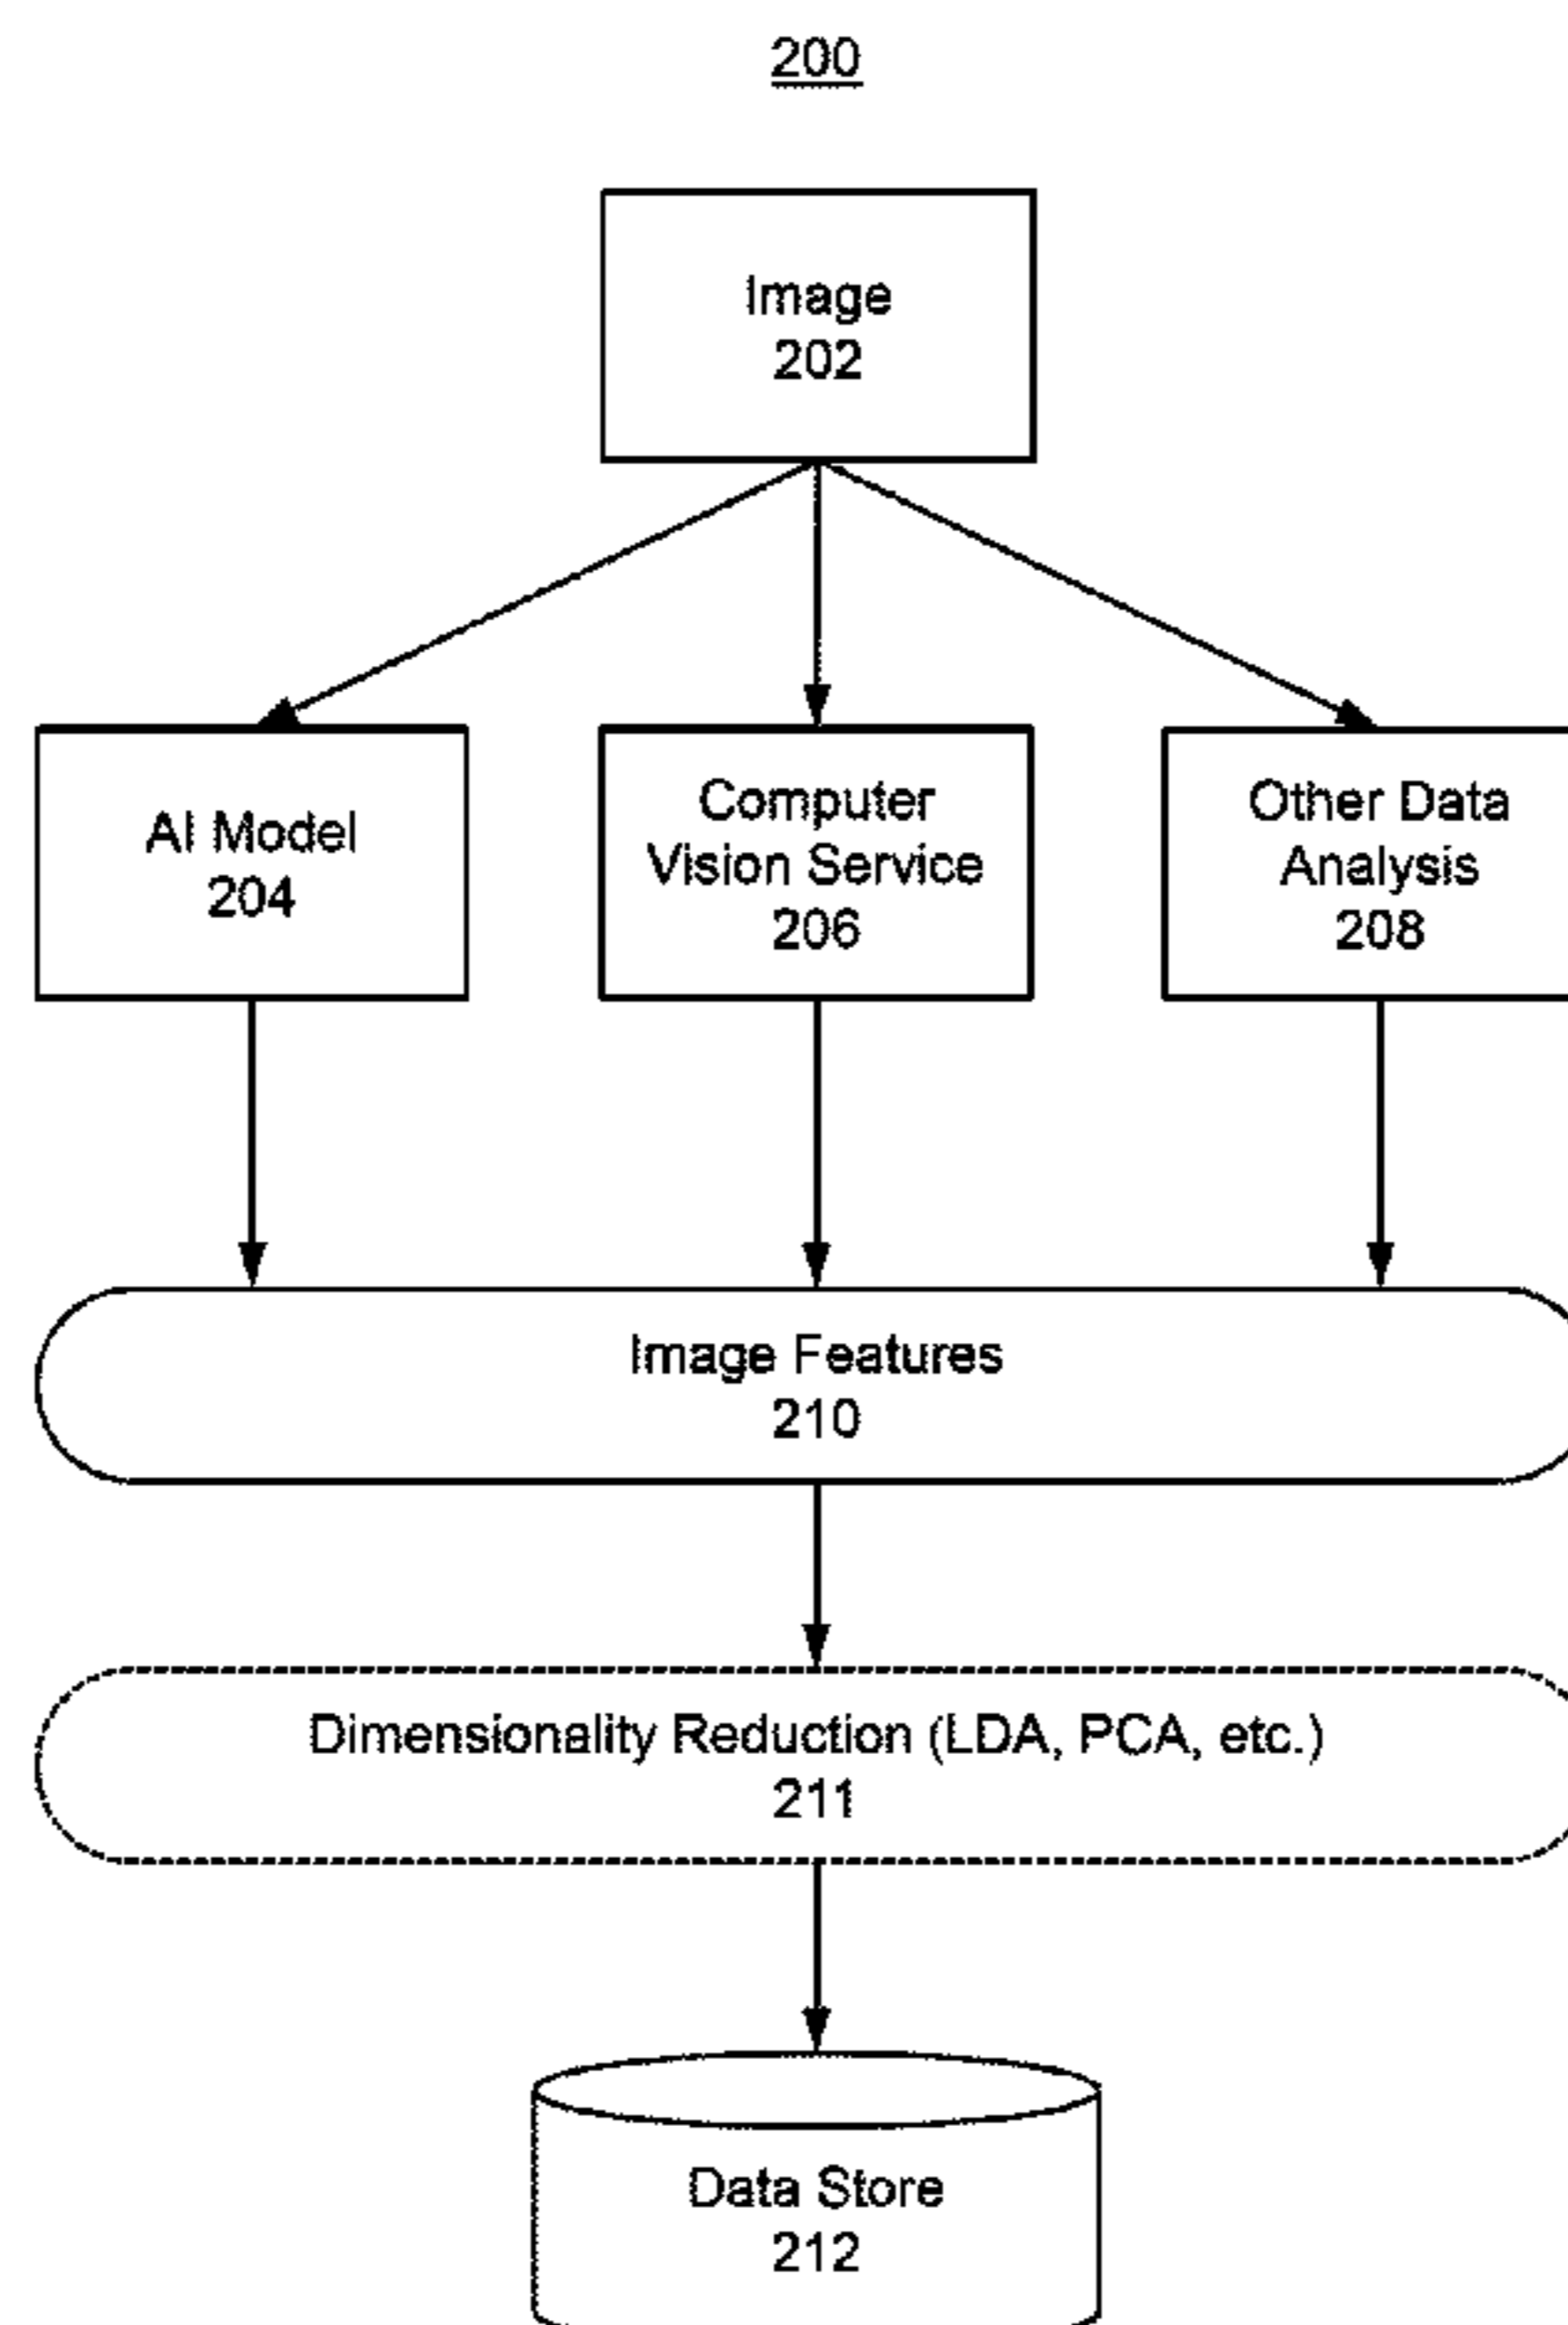 200
Image
202
AI Model
204
Computer
Vision Service
206
Other Data
Analysis
208
Image Features
210
Dimensionality Reduction (LDA, PCA, etc.)
211
Data Store
212